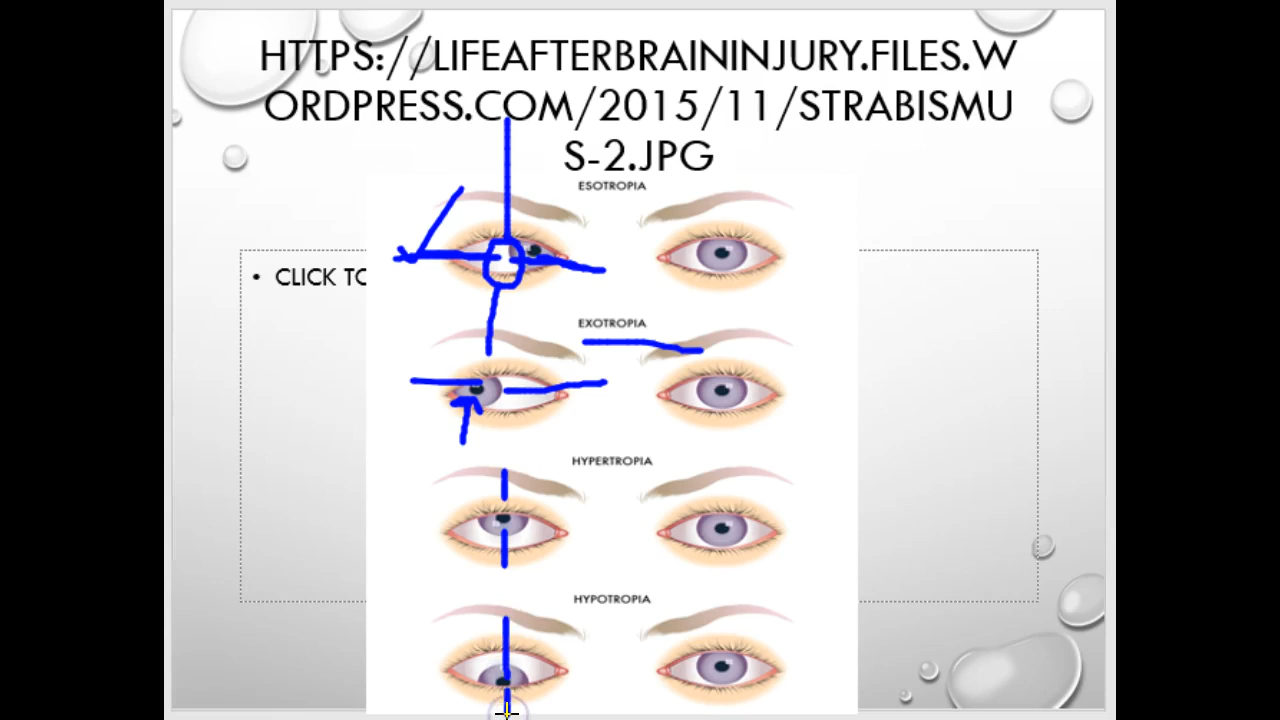 HTTPS://LIFEAFTERBRAININJURY.FILES.W
ORDPRESS.COM/2015/11/STRABISMU
S-2.JPG
ESOTROPIA
• CLICK TO
EXOTROPIA
HYPERTROPIA
HYPOTROPIA